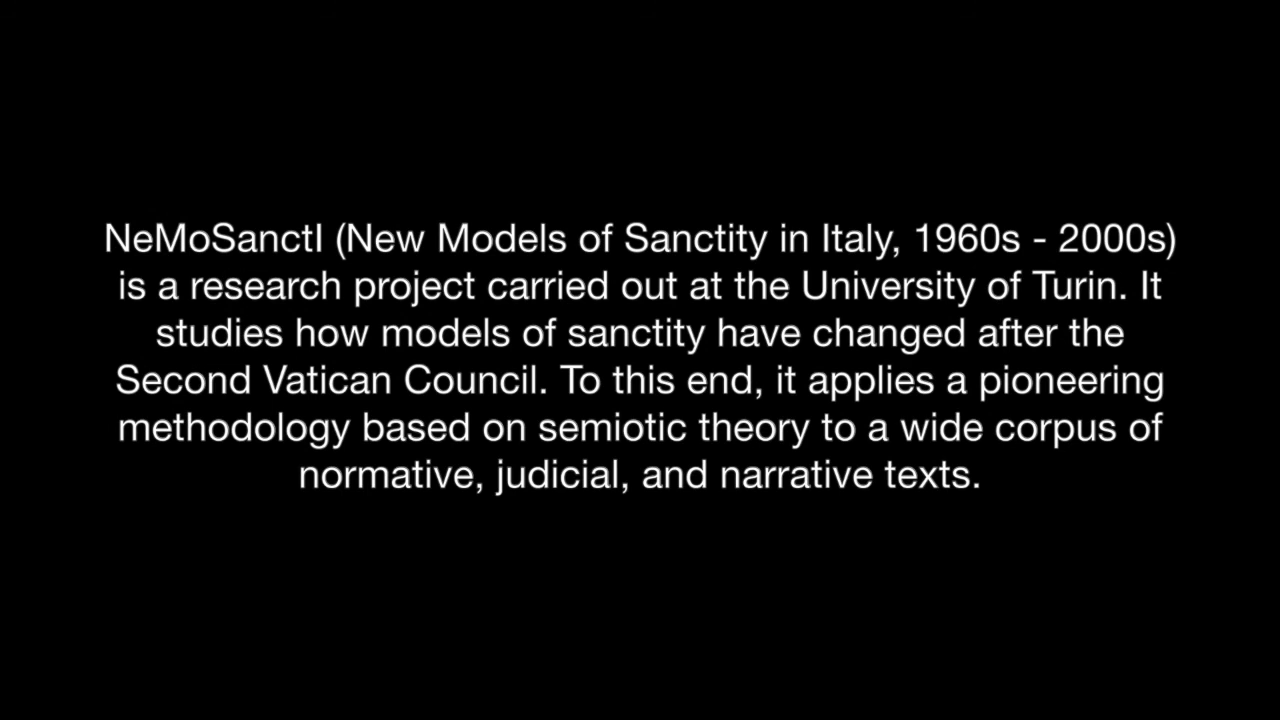 NeMoSanctI (New Models of Sanctity in Italy, 1960s - 2000s)
is a research project carried out at the University of Turin. It
studies how models of sanctity have changed after the
Second Vatican Council. To this end, it applies a pioneering
methodology based on semiotic theory to a wide corpus of
normative, judicial, and narrative texts.